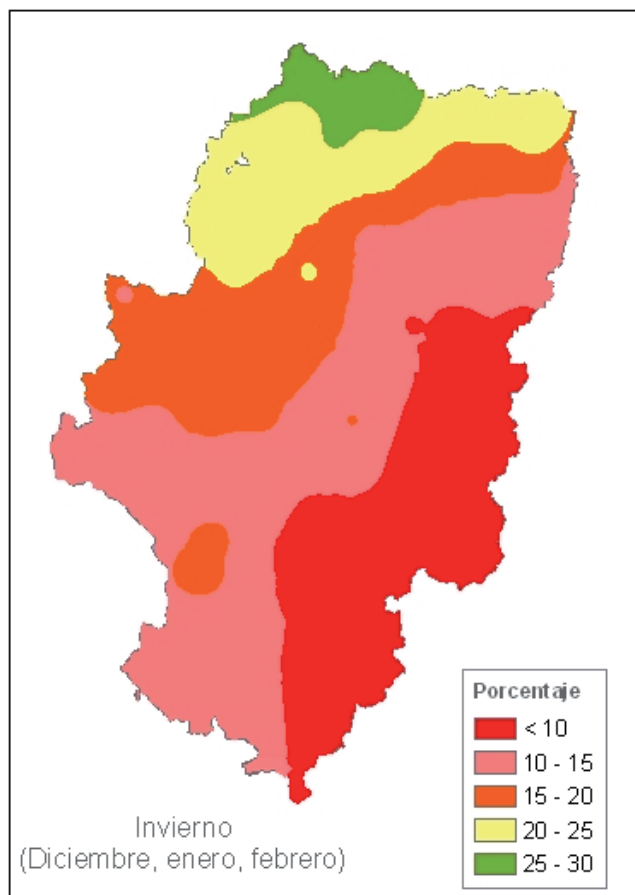 Porcentaje
< 10
10 - 15
15 - 20
20 - 25
25 - 30
Invierno
(Diciembre, enero, febrero)